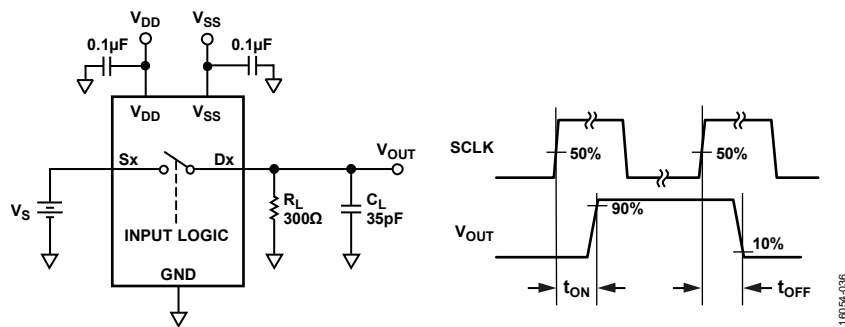 VDD VSS
0.1µF 0.1µF
VDD VSS
Sx Dx VOUT
VS
RL
300Ω
CL
35pF
INPUT LOGIC
GND
SCLK 50% 50%
VOUT 90% 10%
tON tOFF
16054-036